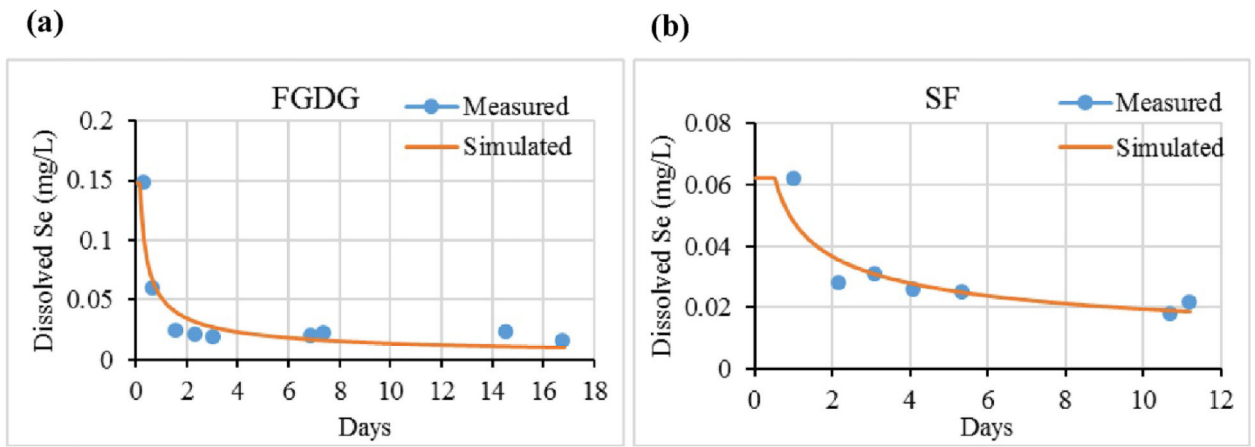 (a)
FGDG
Measured
Simulated
Dissolved Se (mg/L)
0.2
0.15
0.1
0.05
0
0 2 4 6 8 10 12 14 16 18
Days
(b)
SF
Measured
Simulated
Dissolved Se (mg/L)
0.08
0.06
0.04
0.02
0
0 2 4 6 8 10 12
Days